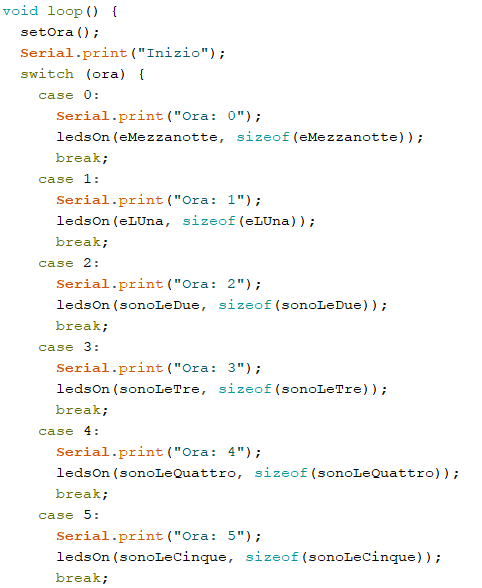 void loop() {
  setOra();
  Serial.print("Inizio");
  switch (ora) {
    case 0:
      Serial.print("Ora: 0");
      ledsOn(eMezzanotte, sizeof(eMezzanotte));
      break;
    case 1:
      Serial.print("Ora: 1");
      ledsOn(eLUna, sizeof(eLUna));
      break;
    case 2:
      Serial.print("Ora: 2");
      ledsOn(sonoLeDue, sizeof(sonoLeDue));
      break;
    case 3:
      Serial.print("Ora: 3");
      ledsOn(sonoLeTre, sizeof(sonoLeTre));
      break;
    case 4:
      Serial.print("Ora: 4");
      ledsOn(sonoLeQuattro, sizeof(sonoLeQuattro));
      break;
    case 5:
      Serial.print("Ora: 5");
      ledsOn(sonoLeCinque, sizeof(sonoLeCinque));
      break;